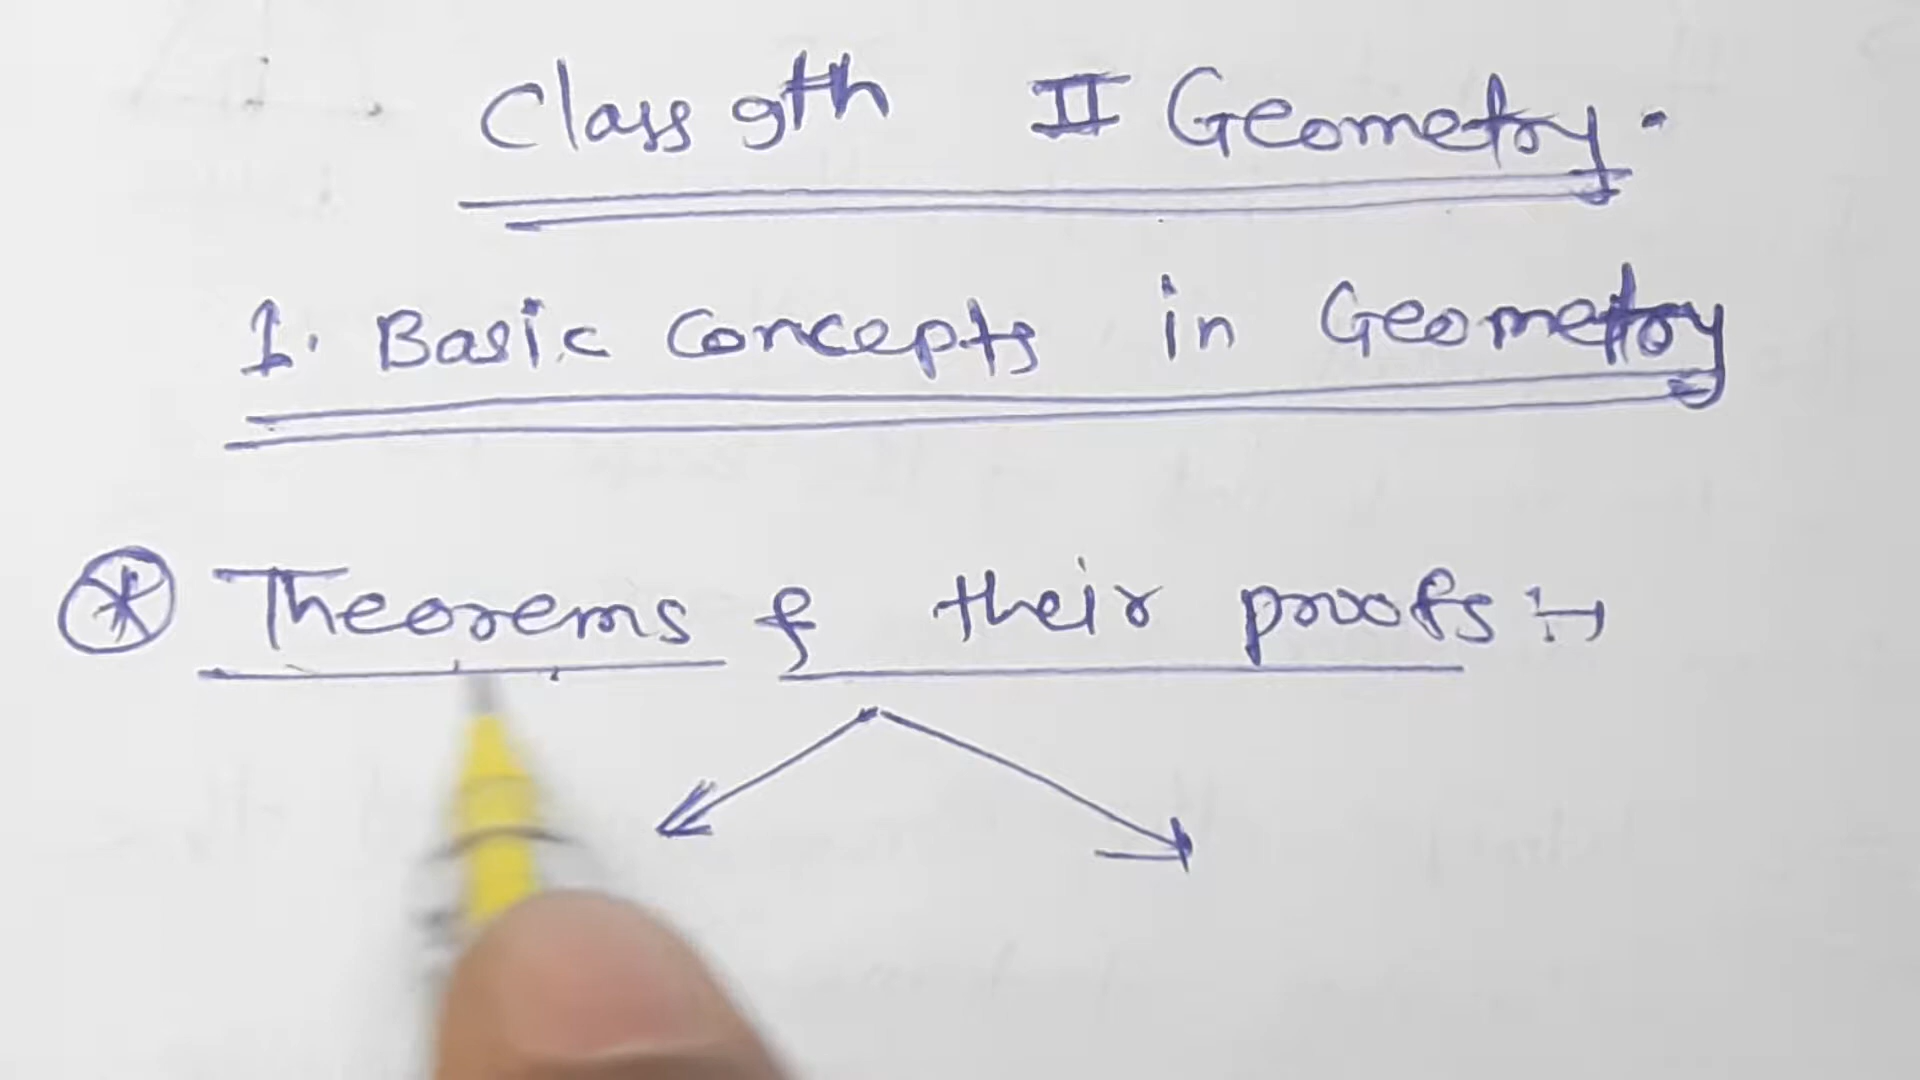 Class 9th II Geometry.
1. Basic concepts in Geometry
* Theorems & their proofs :-